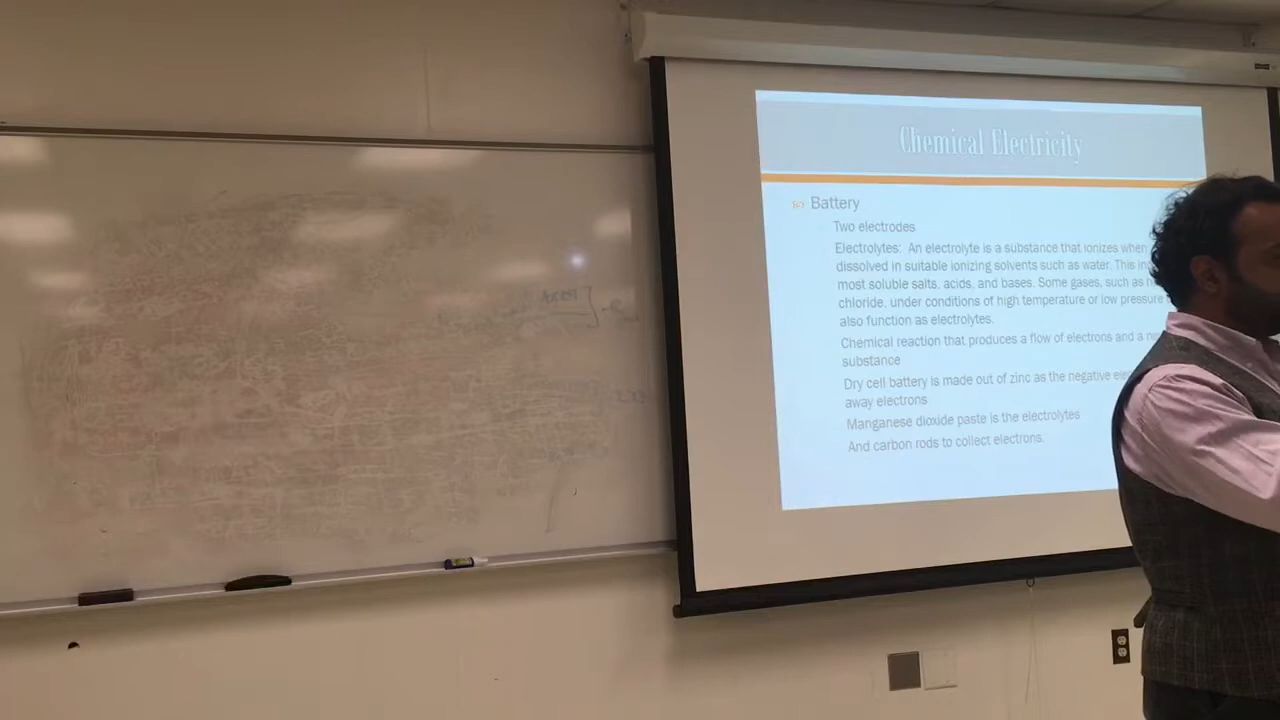 Chemical Electricity
Battery
Two electrodes
Electrolytes: An electrolyte is a substance that ionizes when
dissolved in suitable ionizing solvents such as water. This
most soluble salts, acids, and bases. Some gases, such as
chloride, under conditions of high temperature or low pressure
also function as electrolytes.
Chemical reaction that produces a flow of electrons and a
substance
Dry cell battery is made out of zinc as the negative
away electrons
Manganese dioxide paste is the electrolytes
And carbon rods to collect electrons.